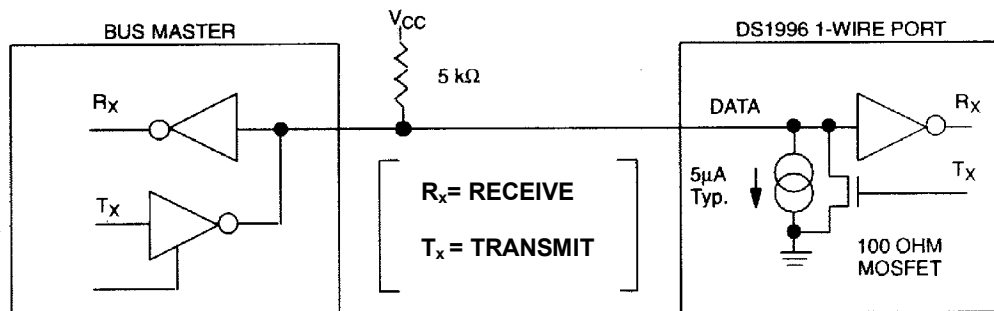 BUS MASTER
VCC
DS1996 1-WIRE PORT
5 kΩ
RX
DATA
RX
TX
5μA
Typ.
TX
Rx= RECEIVE
Tx = TRANSMIT
100 OHM
MOSFET